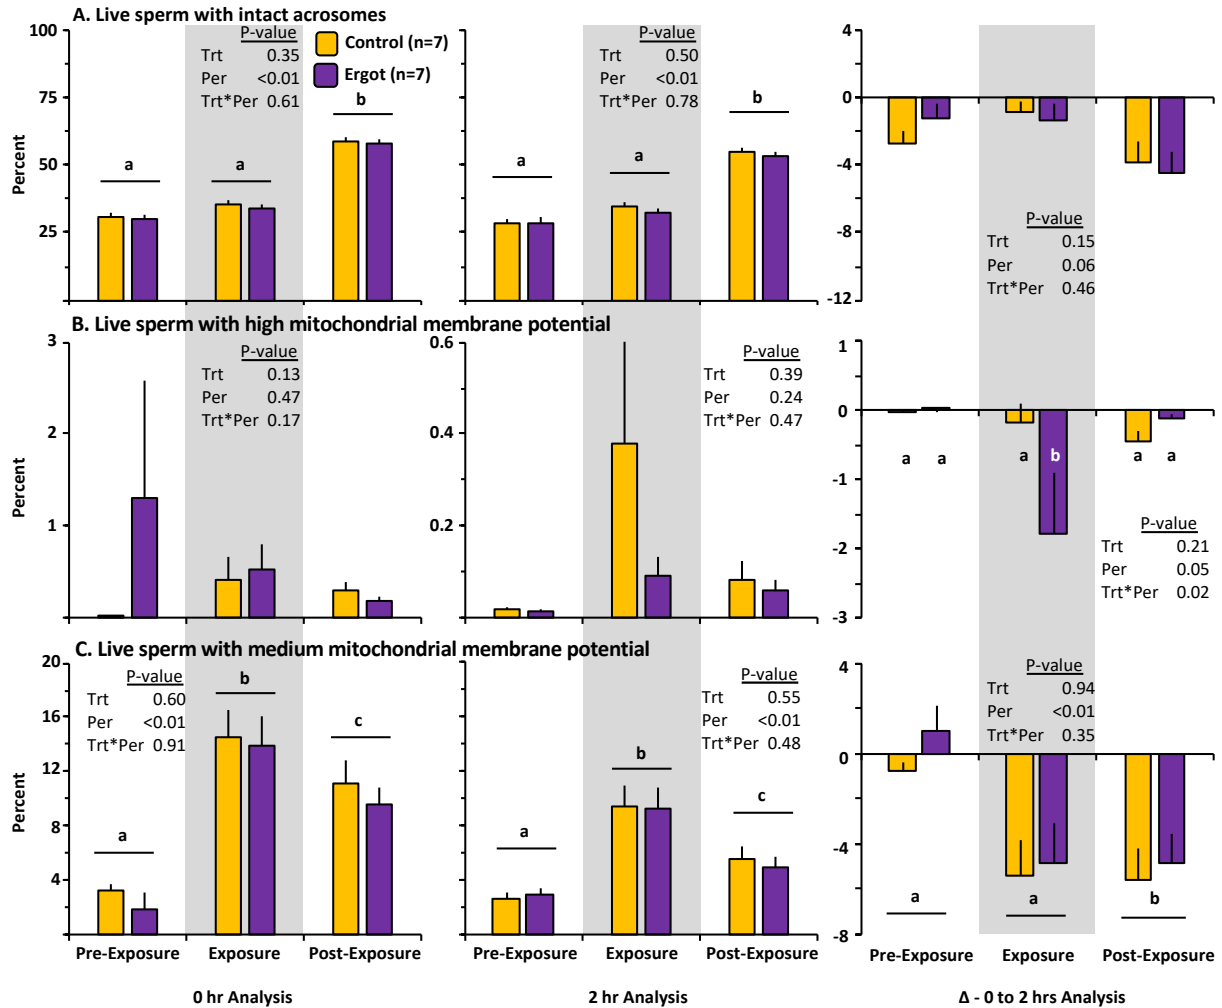 A. Live sperm with intact acrosomes
100
75
50
25
Percent
P-value
Trt 0.35
Per <0.01
Trt*Per 0.61
Control (n=7)
Ergot (n=7)
a
a
b
P-value
Trt 0.50
Per <0.01
Trt*Per 0.78
a
a
b
4
0
-4
-8
-12
P-value
Trt 0.15
Per 0.06
Trt*Per 0.46
B. Live sperm with high mitochondrial membrane potential
3
2
1
Percent
P-value
Trt 0.13
Per 0.47
Trt*Per 0.17
0.6
0.4
0.2
P-value
Trt 0.39
Per 0.24
Trt*Per 0.47
1
0
-1
-2
-3
a a a b a a
P-value
Trt 0.21
Per 0.05
Trt*Per 0.02
C. Live sperm with medium mitochondrial membrane potential
20
16
12
8
4
Percent
P-value
Trt 0.60
Per <0.01
Trt*Per 0.91
a
b
c
P-value
Trt 0.55
Per <0.01
Trt*Per 0.48
a
b
c
4
0
-4
-8
P-value
Trt 0.94
Per <0.01
Trt*Per 0.35
a
a
b
Pre-Exposure Exposure Post-Exposure
Pre-Exposure Exposure Post-Exposure
Pre-Exposure Exposure Post-Exposure
0 hr Analysis
2 hr Analysis
Δ - 0 to 2 hrs Analysis